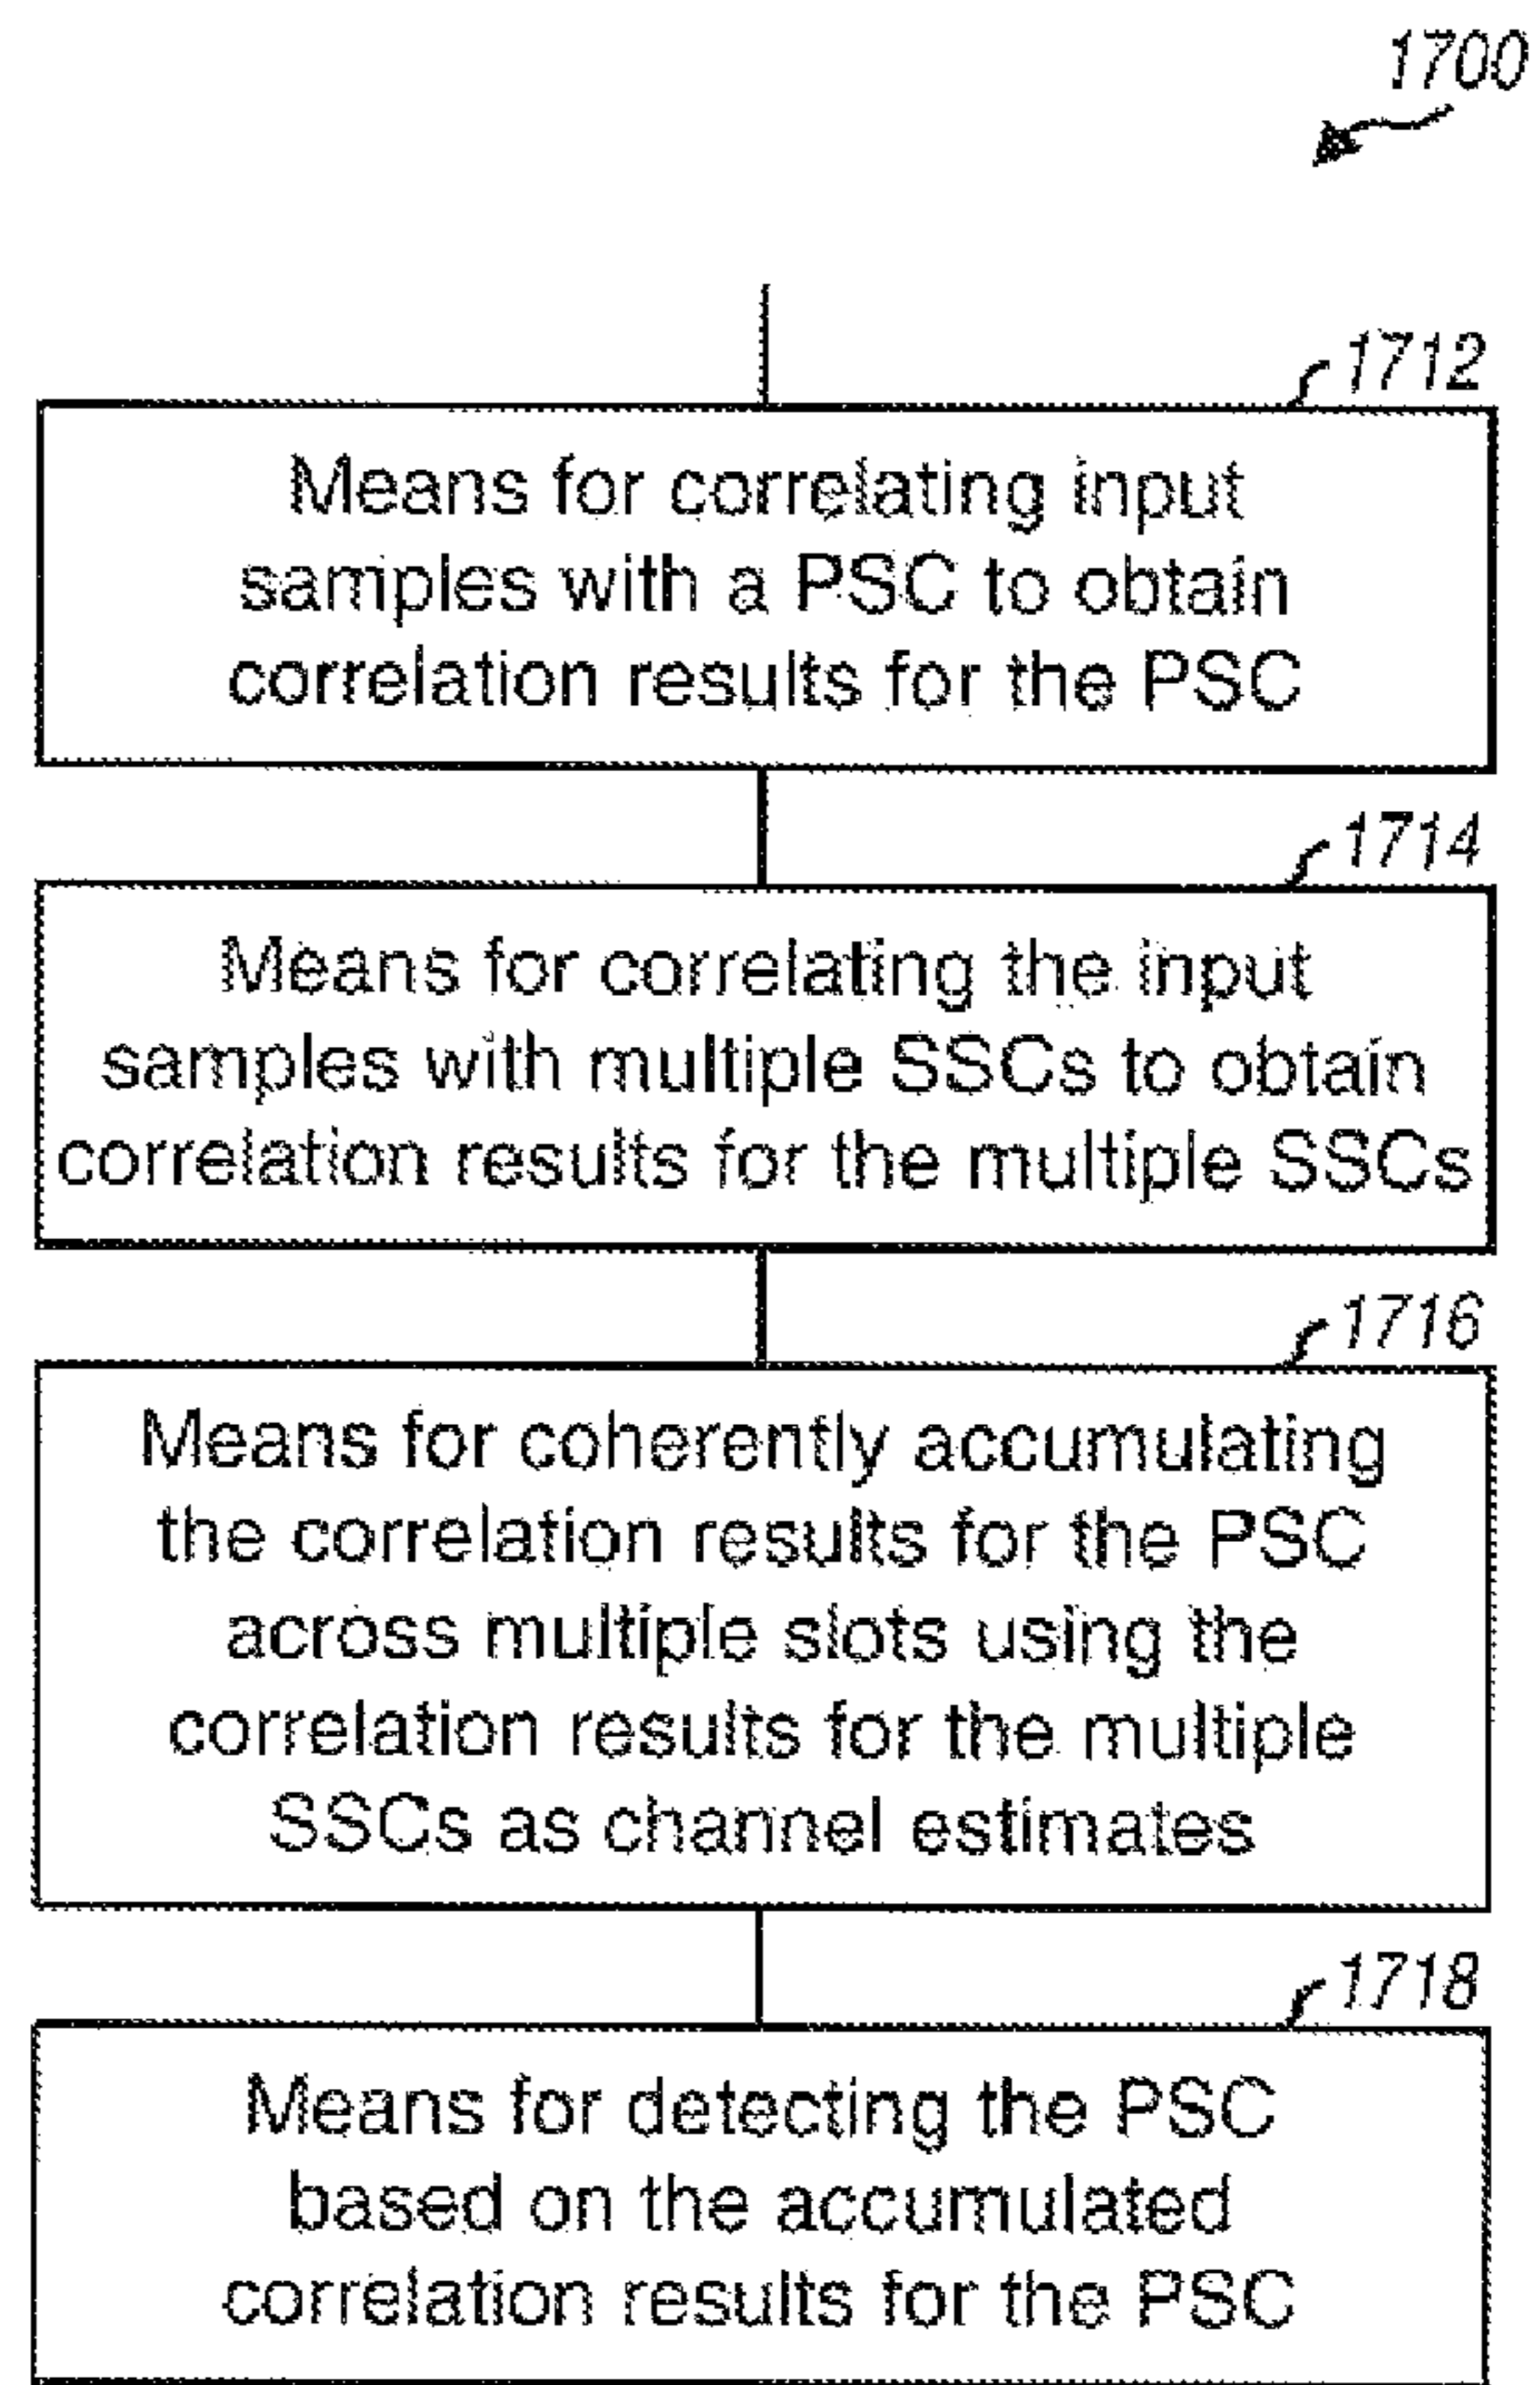 1700
1712
Means for correlating input
samples with a PSC to obtain
correlation results for the PSC
1714
Means for correlating the input
samples with multiple SSCs to obtain
correlation results for the multiple SSCs
1716
Means for coherently accumulating
the correlation results for the PSC
across multiple slots using the
correlation results for the multiple
SSCs as channel estimates
1718
Means for detecting the PSC
based on the accumulated
correlation results for the PSC